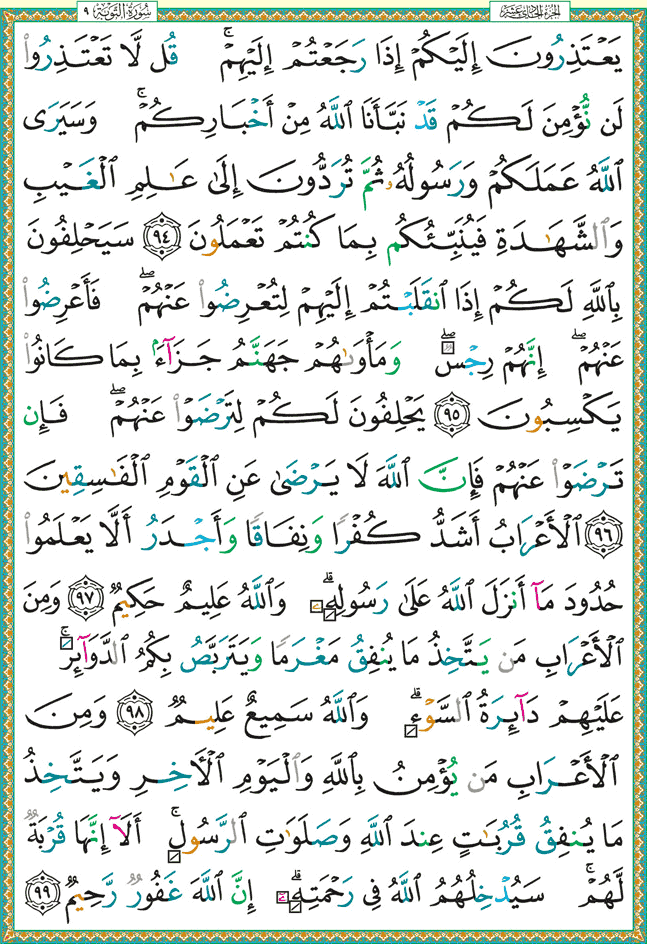 سُورَةُ التَّوْبَةِ ٩
الجزء الحادي عشر
يَعْتَذِرُونَ إِلَيْكُمْ إِذَا رَجَعْتُمْ إِلَيْهِمْ ۚ قُل لَّا تَعْتَذِرُوا۟
لَن نُّؤْمِنَ لَكُمْ قَدْ نَبَّأَنَا ٱللَّهُ مِنْ أَخْبَارِكُمْ ۚ وَسَيَرَى
ٱللَّهُ عَمَلَكُمْ وَرَسُولُهُۥ ثُمَّ تُرَدُّونَ إِلَىٰ عَـٰلِمِ ٱلْغَيْبِ
وَٱلشَّهَـٰدَةِ فَيُنَبِّئُكُم بِمَا كُنتُمْ تَعْمَلُونَ ﴿٩٤﴾ سَيَحْلِفُونَ
بِٱللَّهِ لَكُمْ إِذَا ٱنقَلَبْتُمْ إِلَيْهِمْ لِتُعْرِضُوا۟ عَنْهُمْ ۖ فَأَعْرِضُوا۟
عَنْهُمْ ۖ إِنَّهُمْ رِجْسٌ ۖ وَمَأْوَىٰهُمْ جَهَنَّمُ جَزَآءًۢ بِمَا كَانُوا۟
يَكْسِبُونَ ﴿٩٥﴾ يَحْلِفُونَ لَكُمْ لِتَرْضَوْا۟ عَنْهُمْ ۖ فَإِن
تَرْضَوْا۟ عَنْهُمْ فَإِنَّ ٱللَّهَ لَا يَرْضَىٰ عَنِ ٱلْقَوْمِ ٱلْفَـٰسِقِينَ
﴿٩٦﴾ ٱلْأَعْرَابُ أَشَدُّ كُفْرًا وَنِفَاقًا وَأَجْدَرُ أَلَّا يَعْلَمُوا۟
حُدُودَ مَآ أَنزَلَ ٱللَّهُ عَلَىٰ رَسُولِهِۦ ۗ وَٱللَّهُ عَلِيمٌ حَكِيمٌ ﴿٩٧﴾ وَمِنَ
ٱلْأَعْرَابِ مَن يَتَّخِذُ مَا يُنفِقُ مَغْرَمًا وَيَتَرَبَّصُ بِكُمُ ٱلدَّوَآئِرَ ۚ
عَلَيْهِمْ دَآئِرَةُ ٱلسَّوْءِ ۗ وَٱللَّهُ سَمِيعٌ عَلِيمٌ ﴿٩٨﴾ وَمِنَ
ٱلْأَعْرَابِ مَن يُؤْمِنُ بِٱللَّهِ وَٱلْيَوْمِ ٱلْـَٔاخِرِ وَيَتَّخِذُ
مَا يُنفِقُ قُرُبَـٰتٍ عِندَ ٱللَّهِ وَصَلَوَٰتِ ٱلرَّسُولِ ۚ أَلَآ إِنَّهَا قُرْبَةٌ
لَّهُمْ ۚ سَيُدْخِلُهُمُ ٱللَّهُ فِى رَحْمَتِهِۦٓ ۗ إِنَّ ٱللَّهَ غَفُورٌ رَّحِيمٌ ﴿٩٩﴾